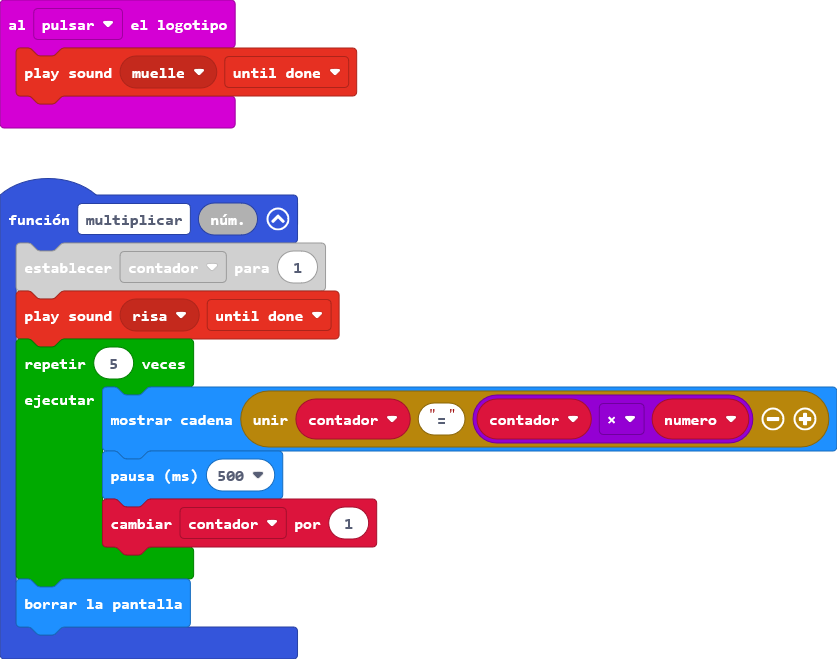 al pulsar el logotipo
play sound muelle until done
función multiplicar núm.
establecer contador para 1
play sound risa until done
repetir 5 veces
ejecutar
mostrar cadena unir contador "=" contador × numero
pausa (ms) 500
cambiar contador por 1
borrar la pantalla